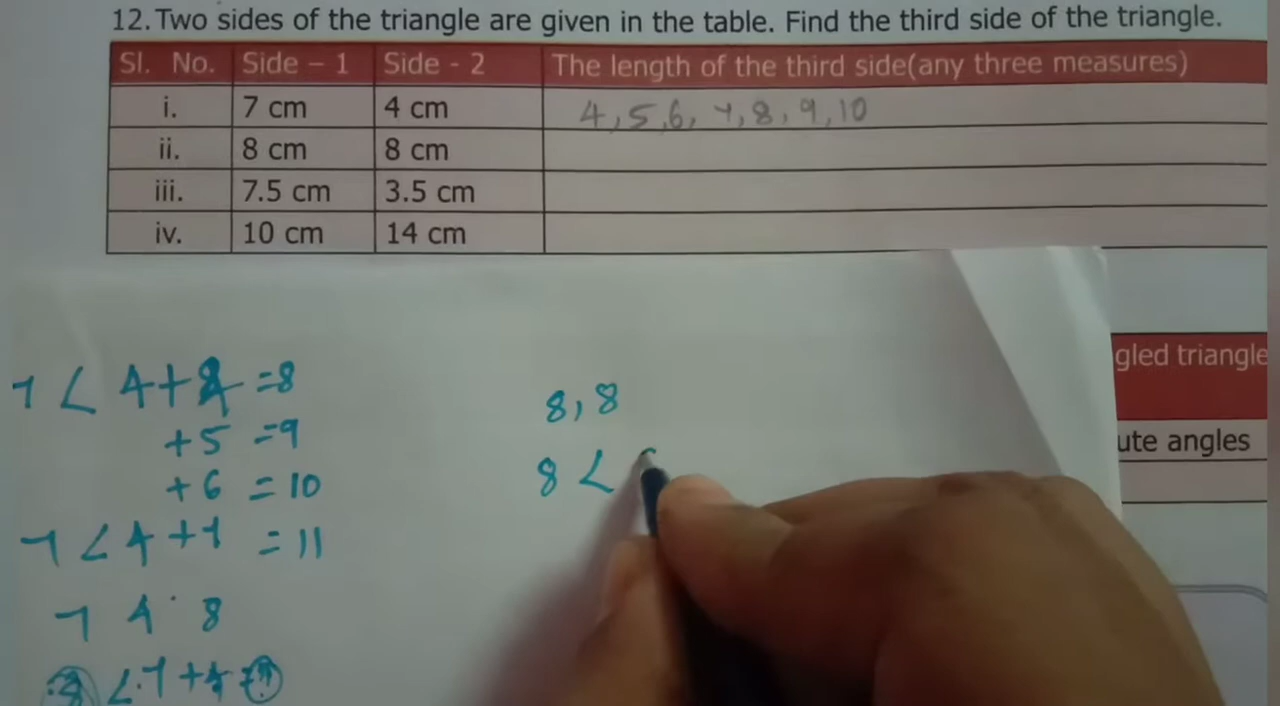 12. Two sides of the triangle are given in the table. Find the third side of the triangle.
Sl. No. Side – 1 Side - 2 The length of the third side(any three measures)
i. 7 cm 4 cm 4,5,6,7,8,9,10
ii. 8 cm 8 cm
iii. 7.5 cm 3.5 cm
iv. 10 cm 14 cm
gled triangle
ute angles
7 < 4+4 =8
+5 =9
+6 =10
7 < 4+7 =11
7 4 8
< 7+4 =
8,8
8 <